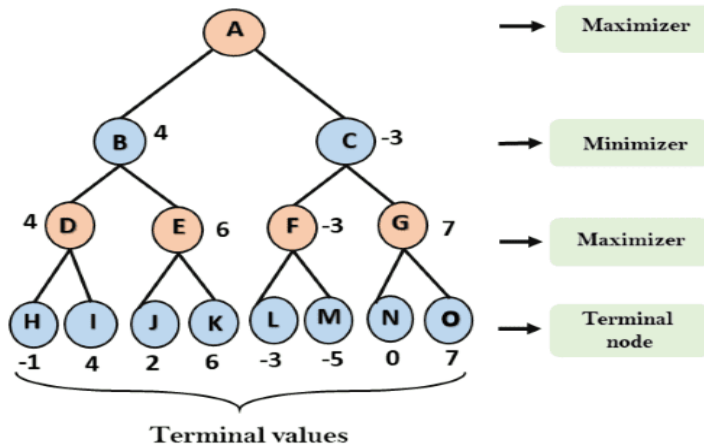 A
Maximizer
B 4
C -3
Minimizer
4 D
E 6
F -3
G 7
Maximizer
H I J K L M N O
Terminal
node
-1 4 2 6 -3 -5 0 7
Terminal values